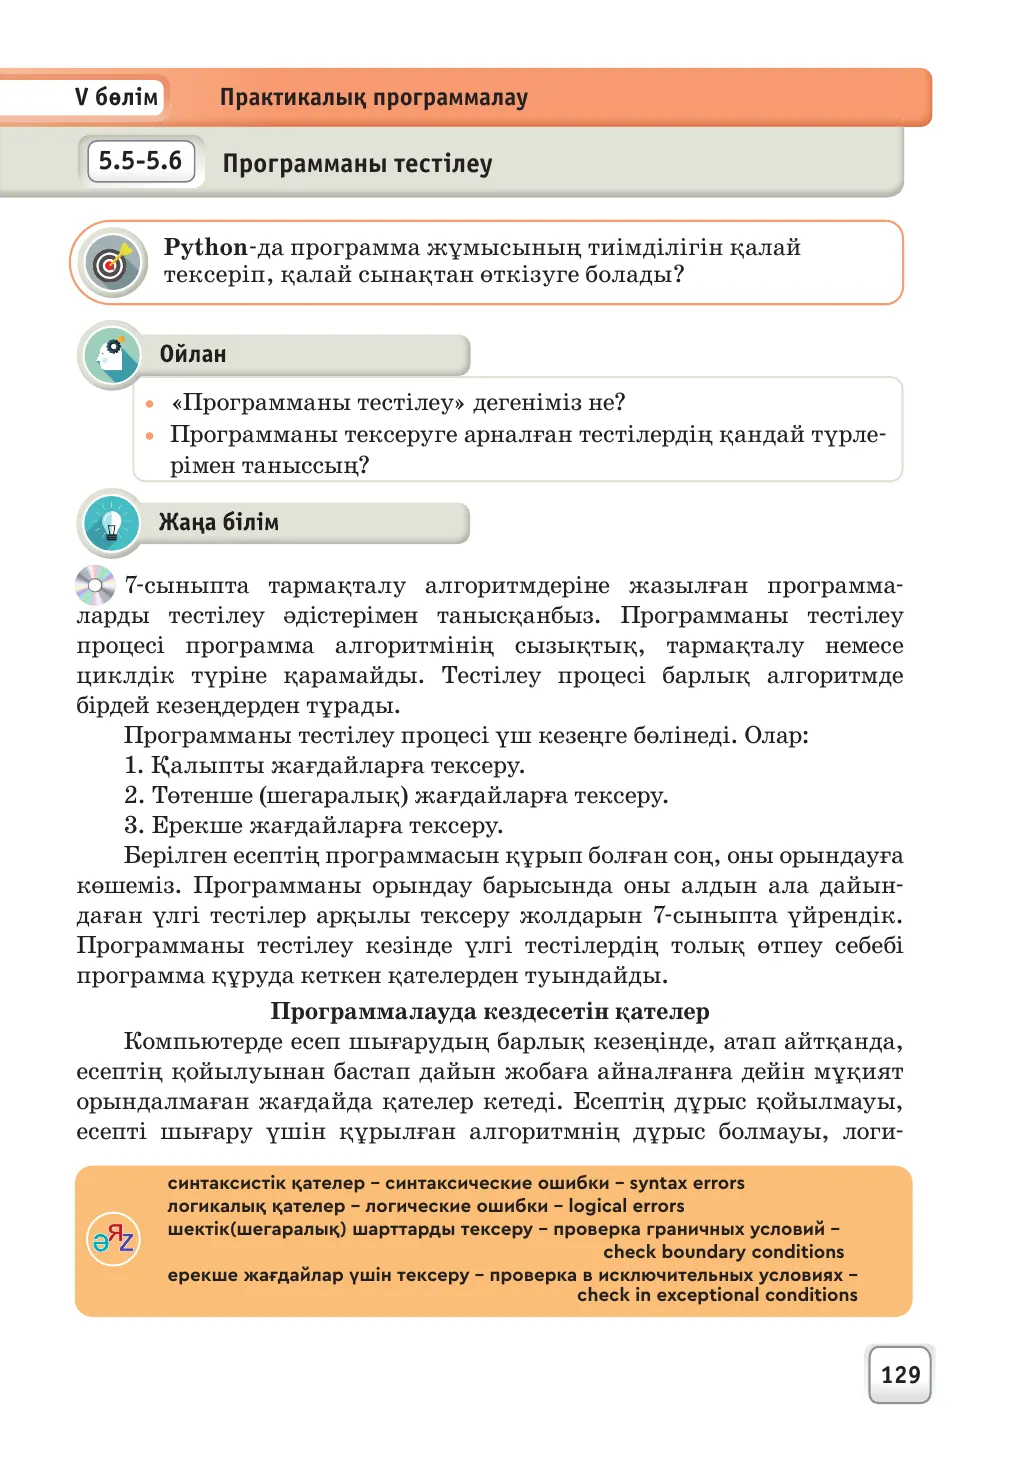 V бөлім
Практикалық программалау
5.5-5.6
Программаны тестілеу
Python-да программа жұмысының тиімділігін қалай
тексеріп, қалай сынақтан өткізуге болады?
Ойлан
• «Программаны тестілеу» дегеніміз не?
• Программаны тексеруге арналған тестілердің қандай түрле-
рімен таныссың?
Жаңа білім
7-сыныпта тармақталу алгоритмдеріне жазылған программа-
ларды тестілеу әдістерімен танысқанбыз. Программаны тестілеу
процесі программа алгоритмінің сызықтық, тармақталу немесе
циклдік түріне қарамайды. Тестілеу процесі барлық алгоритмде
бірдей кезеңдерден тұрады.
Программаны тестілеу процесі үш кезеңге бөлінеді. Олар:
1. Қалыпты жағдайларға тексеру.
2. Төтенше (шегаралық) жағдайларға тексеру.
3. Ерекше жағдайларға тексеру.
Берілген есептің программасын құрып болған соң, оны орындауға
көшеміз. Программаны орындау барысында оны алдын ала дайын-
даған үлгі тестілер арқылы тексеру жолдарын 7-сыныпта үйрендік.
Программаны тестілеу кезінде үлгі тестілердің толық өтпеу себебі
программа құруда кеткен қателерден туындайды.
Программалауда кездесетін қателер
Компьютерде есеп шығарудың барлық кезеңінде, атап айтқанда,
есептің қойылуынан бастап дайын жобаға айналғанға дейін мұқият
орындалмаған жағдайда қателер кетеді. Есептің дұрыс қойылмауы,
есепті шығару үшін құрылған алгоритмнің дұрыс болмауы, логи-
әЯZ
синтаксистік қателер – синтаксические ошибки – syntax errors
логикалық қателер – логические ошибки – logical errors
шектік(шегаралық) шарттарды тексеру – проверка граничных условий –
check boundary conditions
ерекше жағдайлар үшін тексеру – проверка в исключительных условиях –
check in exceptional conditions
129